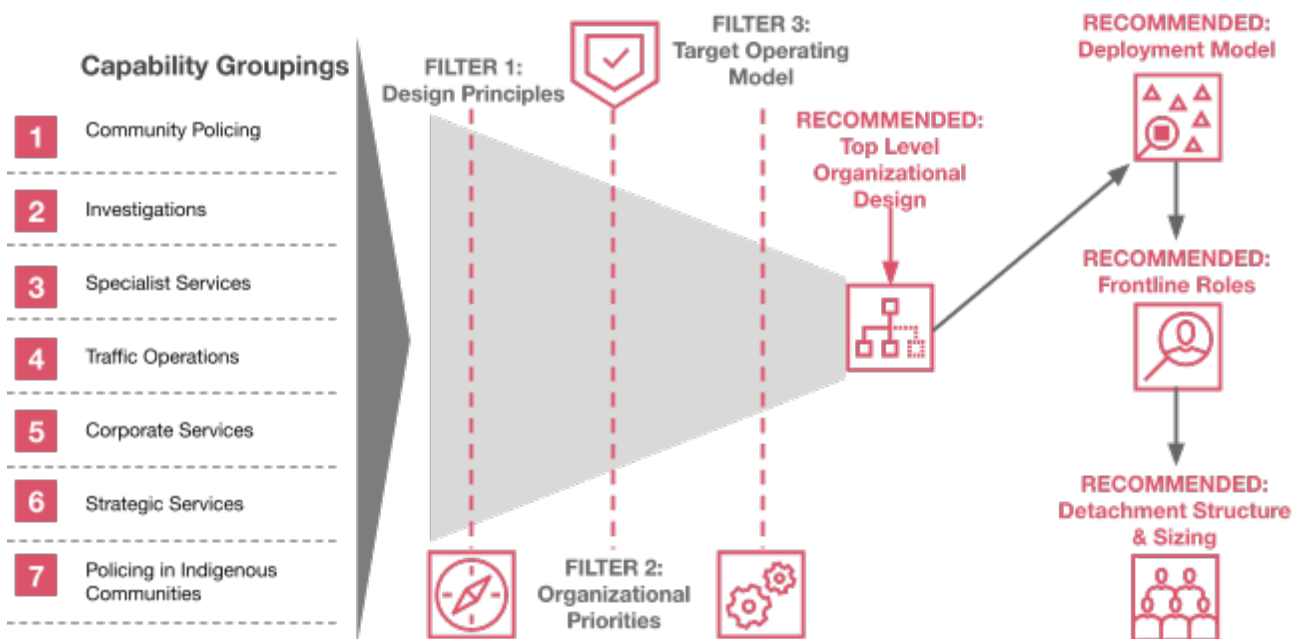 Capability Groupings
1
Community Policing
2
Investigations
3
Specialist Services
4
Traffic Operations
5
Corporate Services
6
Strategic Services
7
Policing in Indigenous
Communities
FILTER 1:
Design Principles
FILTER 2:
Organizational
Priorities
FILTER 3:
Target Operating
Model
RECOMMENDED:
Top Level
Organizational
Design
RECOMMENDED:
Deployment Model
RECOMMENDED:
Frontline Roles
RECOMMENDED:
Detachment Structure
& Sizing